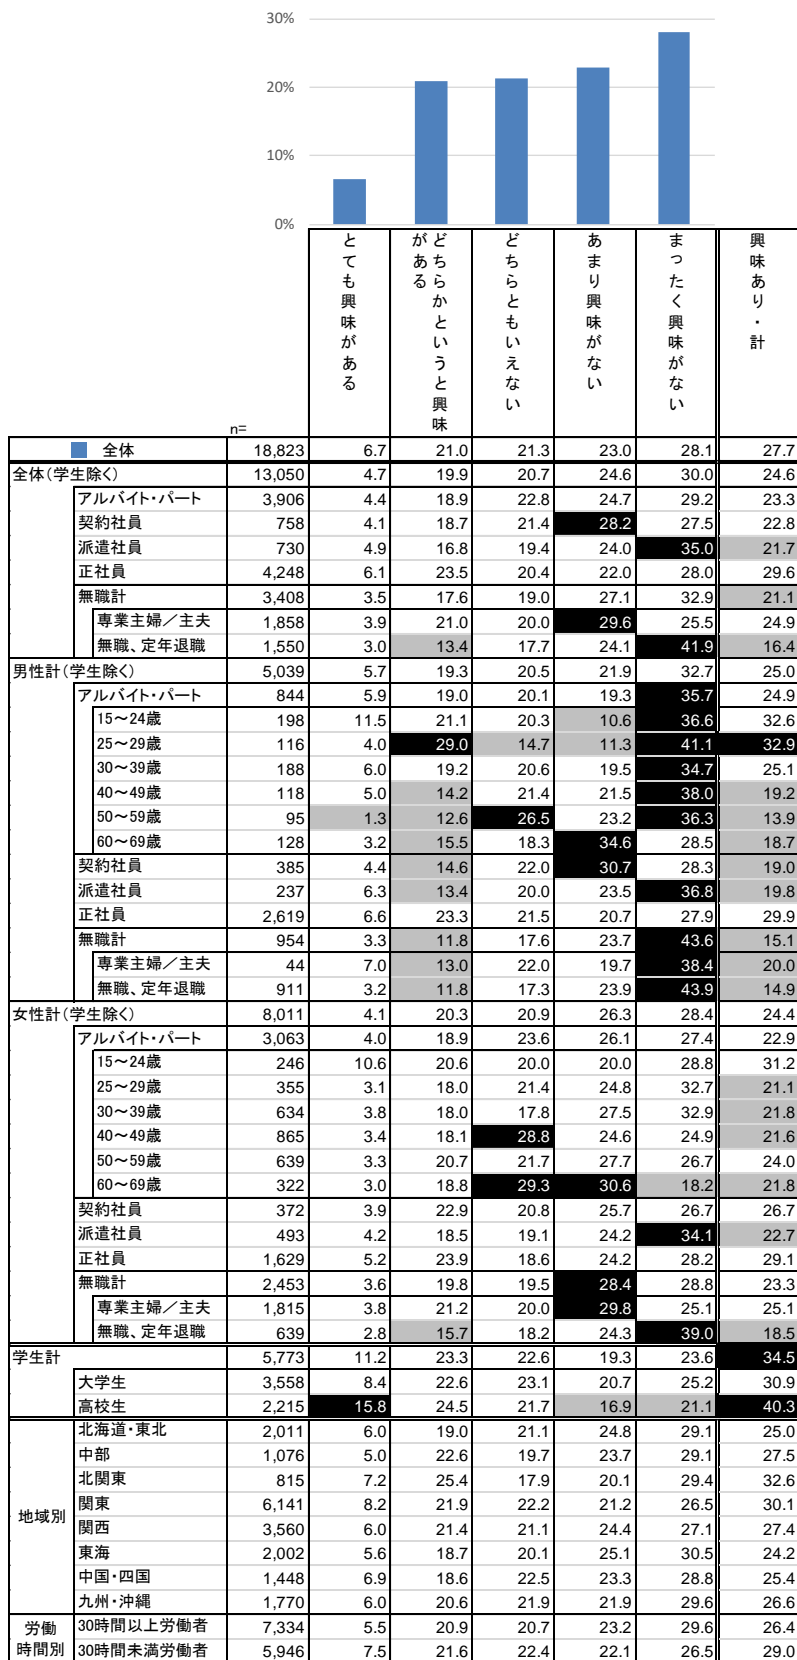 30%
20%
10%
0%
とても興味がある
どちらかというと興味がある
どちらともいえない
あまり興味がない
まったく興味がない
興味あり・計
n=
全体 18,823 6.7 21.0 21.3 23.0 28.1 27.7
全体(学生除く) 13,050 4.7 19.9 20.7 24.6 30.0 24.6
アルバイト・パート 3,906 4.4 18.9 22.8 24.7 29.2 23.3
契約社員 758 4.1 18.7 21.4 28.2 27.5 22.8
派遣社員 730 4.9 16.8 19.4 24.0 35.0 21.7
正社員 4,248 6.1 23.5 20.4 22.0 28.0 29.6
無職計 3,408 3.5 17.6 19.0 27.1 32.9 21.1
専業主婦/主夫 1,858 3.9 21.0 20.0 29.6 25.5 24.9
無職、定年退職 1,550 3.0 13.4 17.7 24.1 41.9 16.4
男性計(学生除く) 5,039 5.7 19.3 20.5 21.9 32.7 25.0
アルバイト・パート 844 5.9 19.0 20.1 19.3 35.7 24.9
15～24歳 198 11.5 21.1 20.3 10.6 36.6 32.6
25～29歳 116 4.0 29.0 14.7 11.3 41.1 32.9
30～39歳 188 6.0 19.2 20.6 19.5 34.7 25.1
40～49歳 118 5.0 14.2 21.4 21.5 38.0 19.2
50～59歳 95 1.3 12.6 26.5 23.2 36.3 13.9
60～69歳 128 3.2 15.5 18.3 34.6 28.5 18.7
契約社員 385 4.4 14.6 22.0 30.7 28.3 19.0
派遣社員 237 6.3 13.4 20.0 23.5 36.8 19.8
正社員 2,619 6.6 23.3 21.5 20.7 27.9 29.9
無職計 954 3.3 11.8 17.6 23.7 43.6 15.1
専業主婦/主夫 44 7.0 13.0 22.0 19.7 38.4 20.0
無職、定年退職 911 3.2 11.8 17.3 23.9 43.9 14.9
女性計(学生除く) 8,011 4.1 20.3 20.9 26.3 28.4 24.4
アルバイト・パート 3,063 4.0 18.9 23.6 26.1 27.4 22.9
15～24歳 246 10.6 20.6 20.0 20.0 28.8 31.2
25～29歳 355 3.1 18.0 21.4 24.8 32.7 21.1
30～39歳 634 3.8 18.0 17.8 27.5 32.9 21.8
40～49歳 865 3.4 18.1 28.8 24.6 24.9 21.6
50～59歳 639 3.3 20.7 21.7 27.7 26.7 24.0
60～69歳 322 3.0 18.8 29.3 30.6 18.2 21.8
契約社員 372 3.9 22.9 20.8 25.7 26.7 26.7
派遣社員 493 4.2 18.5 19.1 24.2 34.1 22.7
正社員 1,629 5.2 23.9 18.6 24.2 28.2 29.1
無職計 2,453 3.6 19.8 19.5 28.4 28.8 23.3
専業主婦/主夫 1,815 3.8 21.2 20.0 29.8 25.1 25.1
無職、定年退職 639 2.8 15.7 18.2 24.3 39.0 18.5
学生計 5,773 11.2 23.3 22.6 19.3 23.6 34.5
大学生 3,558 8.4 22.6 23.1 20.7 25.2 30.9
高校生 2,215 15.8 24.5 21.7 16.9 21.1 40.3
地域別
北海道・東北 2,011 6.0 19.0 21.1 24.8 29.1 25.0
中部 1,076 5.0 22.6 19.7 23.7 29.1 27.5
北関東 815 7.2 25.4 17.9 20.1 29.4 32.6
関東 6,141 8.2 21.9 22.2 21.2 26.5 30.1
関西 3,560 6.0 21.4 21.1 24.4 27.1 27.4
東海 2,002 5.6 18.7 20.1 25.1 30.5 24.2
中国・四国 1,448 6.9 18.6 22.5 23.3 28.8 25.4
九州・沖縄 1,770 6.0 20.6 21.9 21.9 29.6 26.6
労働
時間別
30時間以上労働者 7,334 5.5 20.9 20.7 23.2 29.6 26.4
30時間未満労働者 5,946 7.5 21.6 22.4 22.1 26.5 29.0